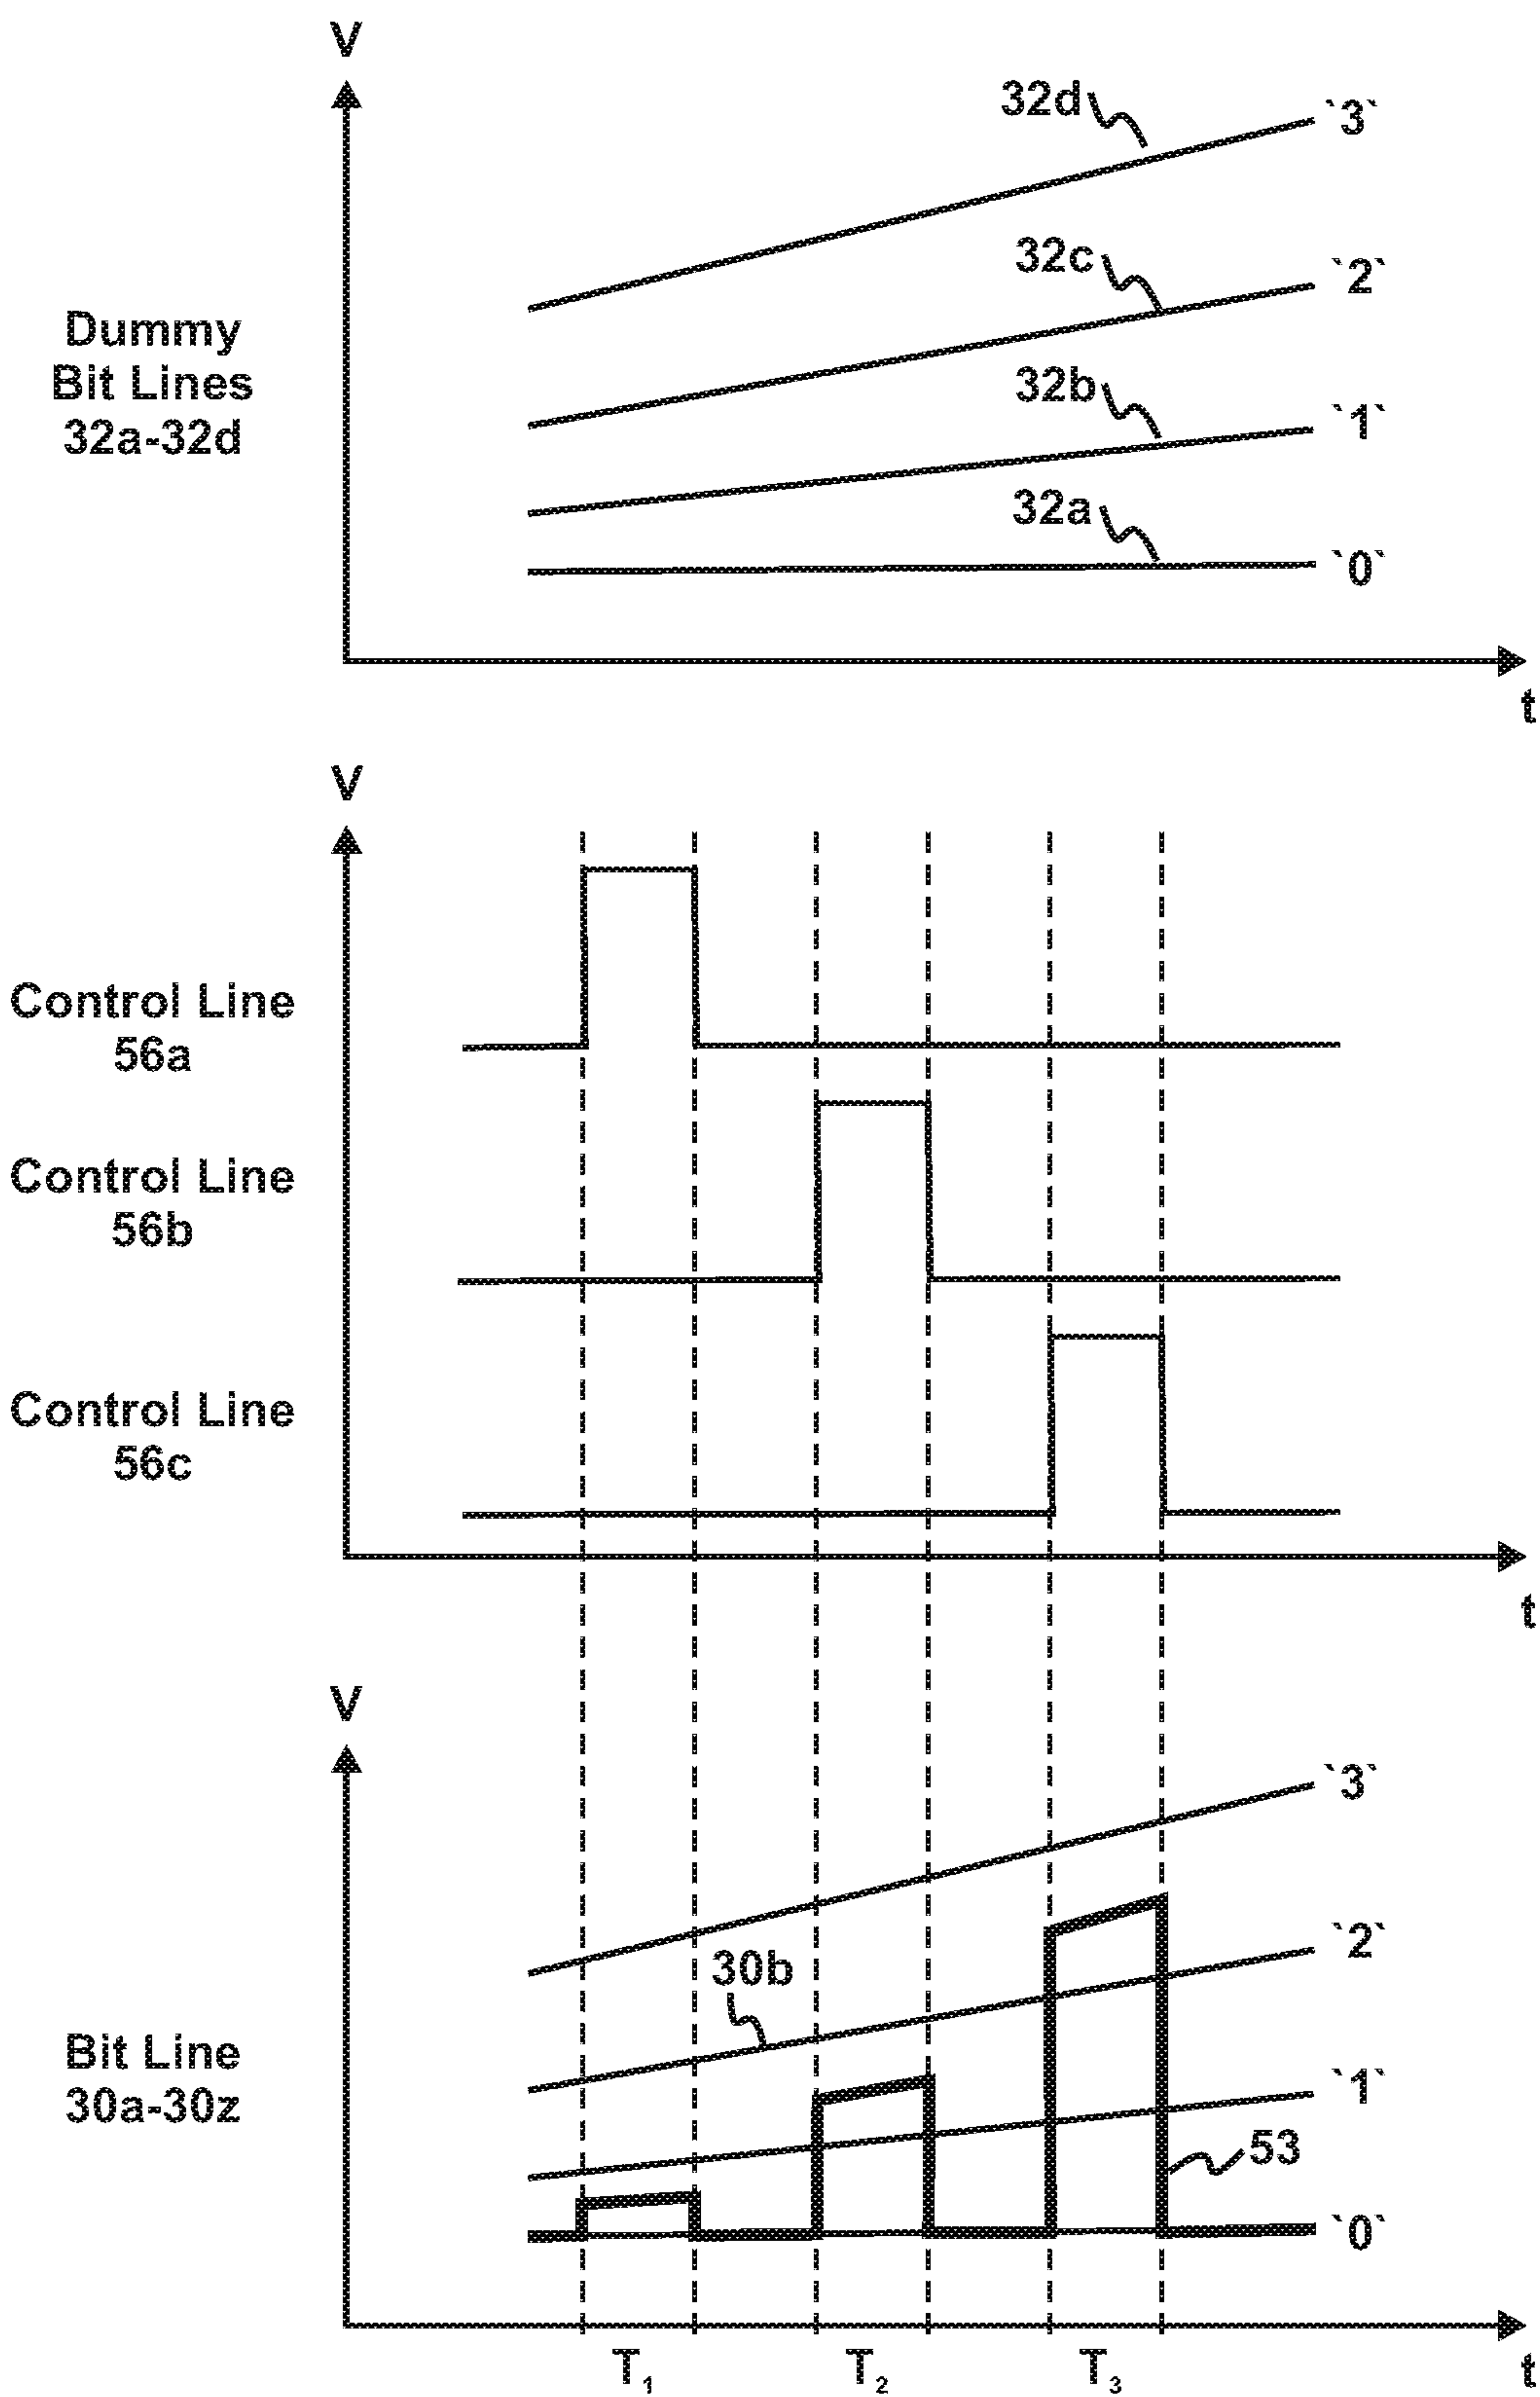 V
32d
`3`
32c
`2`
Dummy
Bit Lines
32a-32d
32b
`1`
32a
`0`
t
V
Control Line
56a
Control Line
56b
Control Line
56c
t
V
`3`
30b
`2`
Bit Line
30a-30z
`1`
53
`0`
T1
T2
T3
t